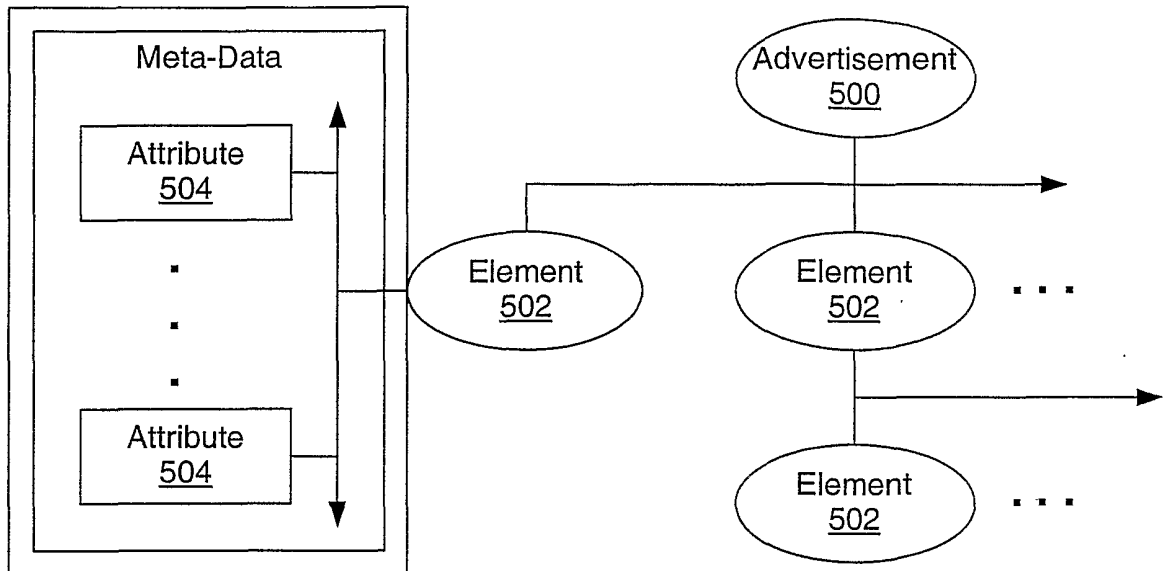 Meta-Data
Attribute
504
Attribute
504
Advertisement
500
Element
502
Element
502
Element
502